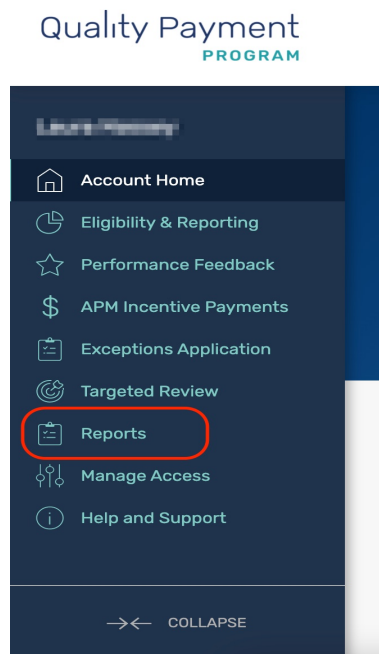 Quality Payment
PROGRAM
Account Home
Eligibility & Reporting
Performance Feedback
APM Incentive Payments
Exceptions Application
Targeted Review
Reports
Manage Access
Help and Support
COLLAPSE